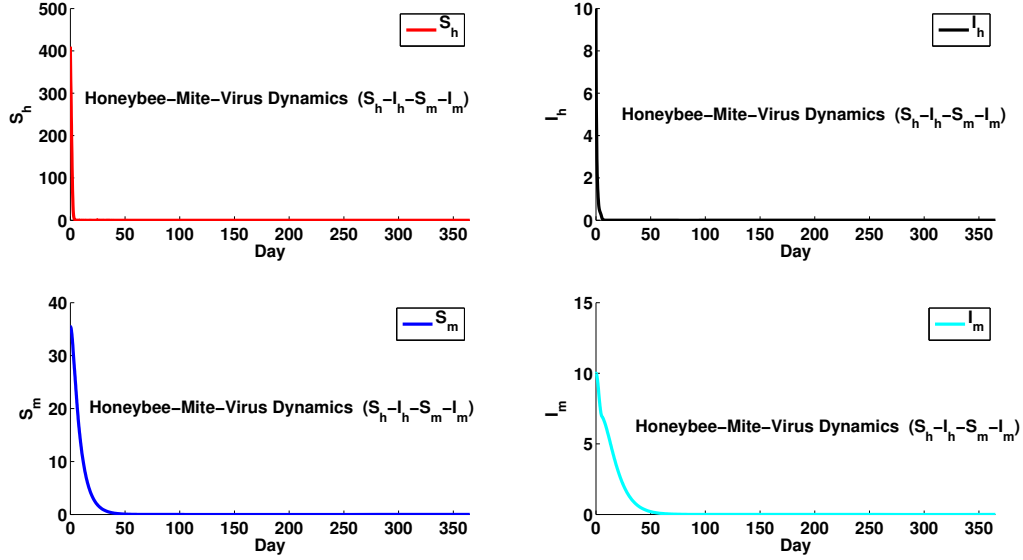 500
400
300
200
100
0
S_h
S_h
Honeybee−Mite−Virus Dynamics (S_h−I_h−S_m−I_m)
0 50 100 150 200 250 300 350
Day
10
8
6
4
2
0
I_h
I_h
Honeybee−Mite−Virus Dynamics (S_h−I_h−S_m−I_m)
0 50 100 150 200 250 300 350
Day
40
30
20
10
0
S_m
S_m
Honeybee−Mite−Virus Dynamics (S_h−I_h−S_m−I_m)
0 50 100 150 200 250 300 350
Day
15
10
5
0
I_m
I_m
Honeybee−Mite−Virus Dynamics (S_h−I_h−S_m−I_m)
0 50 100 150 200 250 300 350
Day